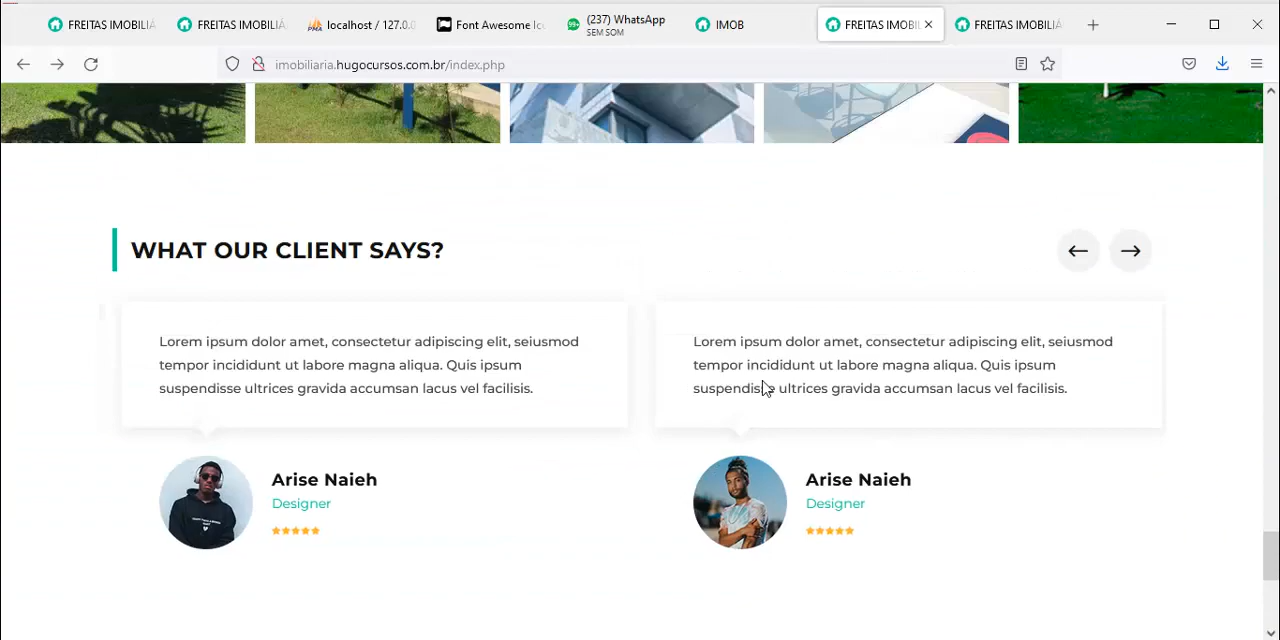 FREITAS IMOBILIÁ
FREITAS IMOBILIÁ
localhost / 127.0.0
Font Awesome Ico
(237) WhatsApp
SEM SOM
IMOB
FREITAS IMOBIL
FREITAS IMOBILIÁ
imobiliaria.hugocursos.com.br/index.php
WHAT OUR CLIENT SAYS?
Lorem ipsum dolor amet, consectetur adipiscing elit, seiusmod
tempor incididunt ut labore magna aliqua. Quis ipsum
suspendisse ultrices gravida accumsan lacus vel facilisis.
Lorem ipsum dolor amet, consectetur adipiscing elit, seiusmod
tempor incididunt ut labore magna aliqua. Quis ipsum
suspendisse ultrices gravida accumsan lacus vel facilisis.
Arise Naieh
Designer
Arise Naieh
Designer